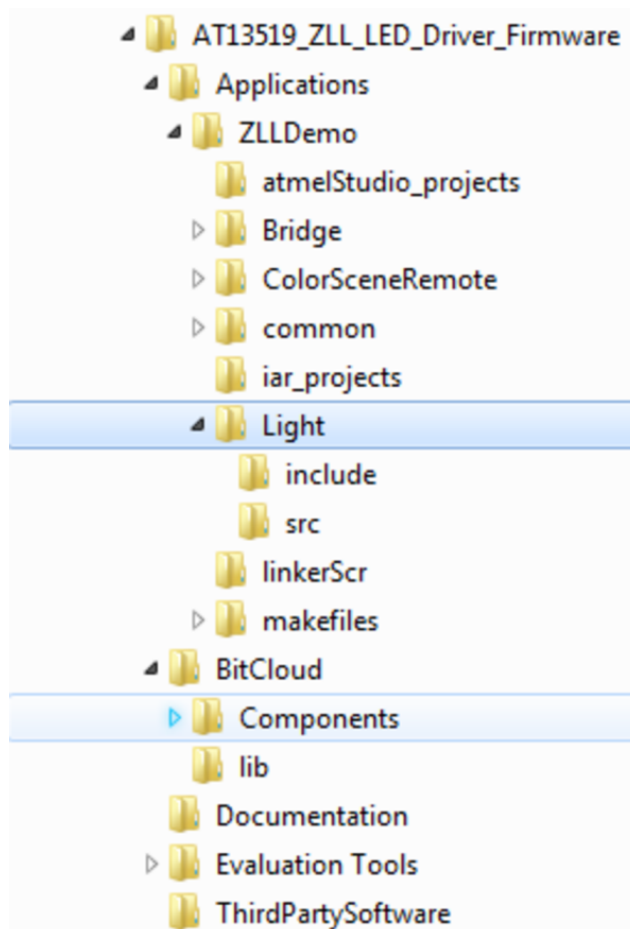 AT13519_ZLL_LED_Driver_Firmware
Applications
ZLLDemo
atmelStudio_projects
Bridge
ColorSceneRemote
common
iar_projects
Light
include
src
linkerScr
makefiles
BitCloud
Components
lib
Documentation
Evaluation Tools
ThirdPartySoftware